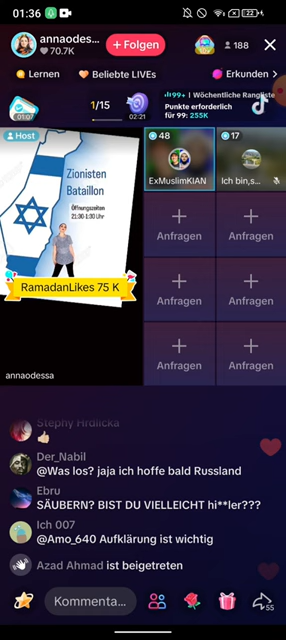 01:36
22
annaodes...
70.7K
+ Folgen
188
Lernen
Beliebte LIVEs
Erkunden
01:07
1/15
02:21
99+ | Wöchentliche Rangliste
Punkte erforderlich
für 99: 255K
Host
Zionisten
Bataillon
Öffnungszeiten
21:30-1:30 Uhr
RamadanLikes 75 K
annaodessa
48
ExMuslimKIAN
17
Ich bin,s...
Anfragen
Anfragen
Anfragen
Anfragen
Anfragen
Anfragen
Stephy Hrdlicka
Der_Nabil
@Was los? jaja ich hoffe bald Russland
Ebru
SÄUBERN? BIST DU VIELLEICHT hi**ler???
Ich 007
@Amo_640 Aufklärung ist wichtig
Azad Ahmad ist beigetreten
Kommenta...
55